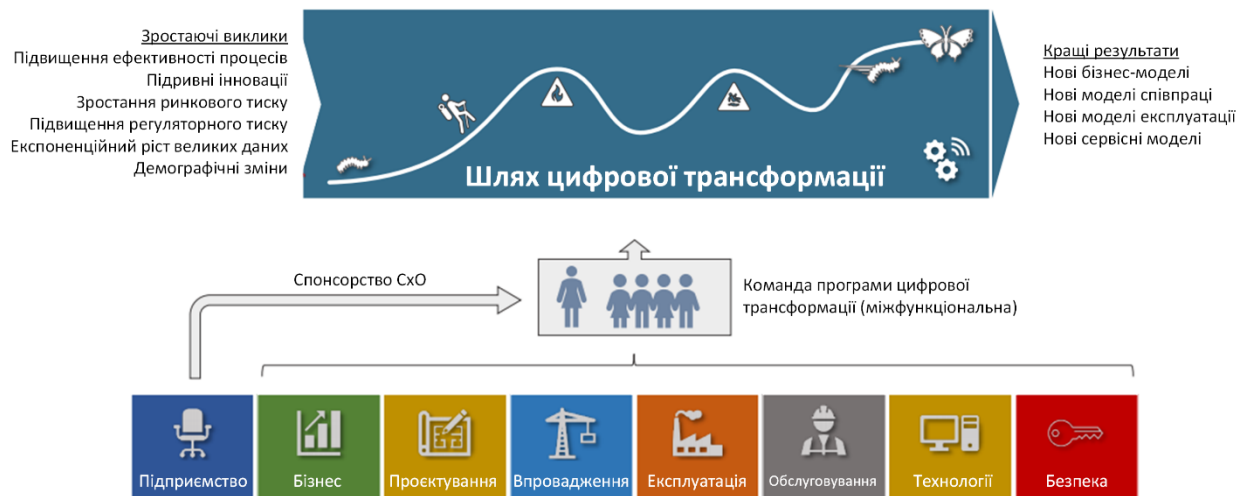 Зростаючі виклики
Підвищення ефективності процесів
Підривні інновації
Зростання ринкового тиску
Підвищення регуляторного тиску
Експоненційний ріст великих даних
Демографічні зміни
Шлях цифрової трансформації
Кращі результати
Нові бізнес-моделі
Нові моделі співпраці
Нові моделі експлуатації
Нові сервісні моделі
Спонсорство СxO
Команда програми цифрової
трансформації (міжфункціональна)
Підприємство
Бізнес
Проєктування
Впровадження
Експлуатація
Обслуговування
Технології
Безпека